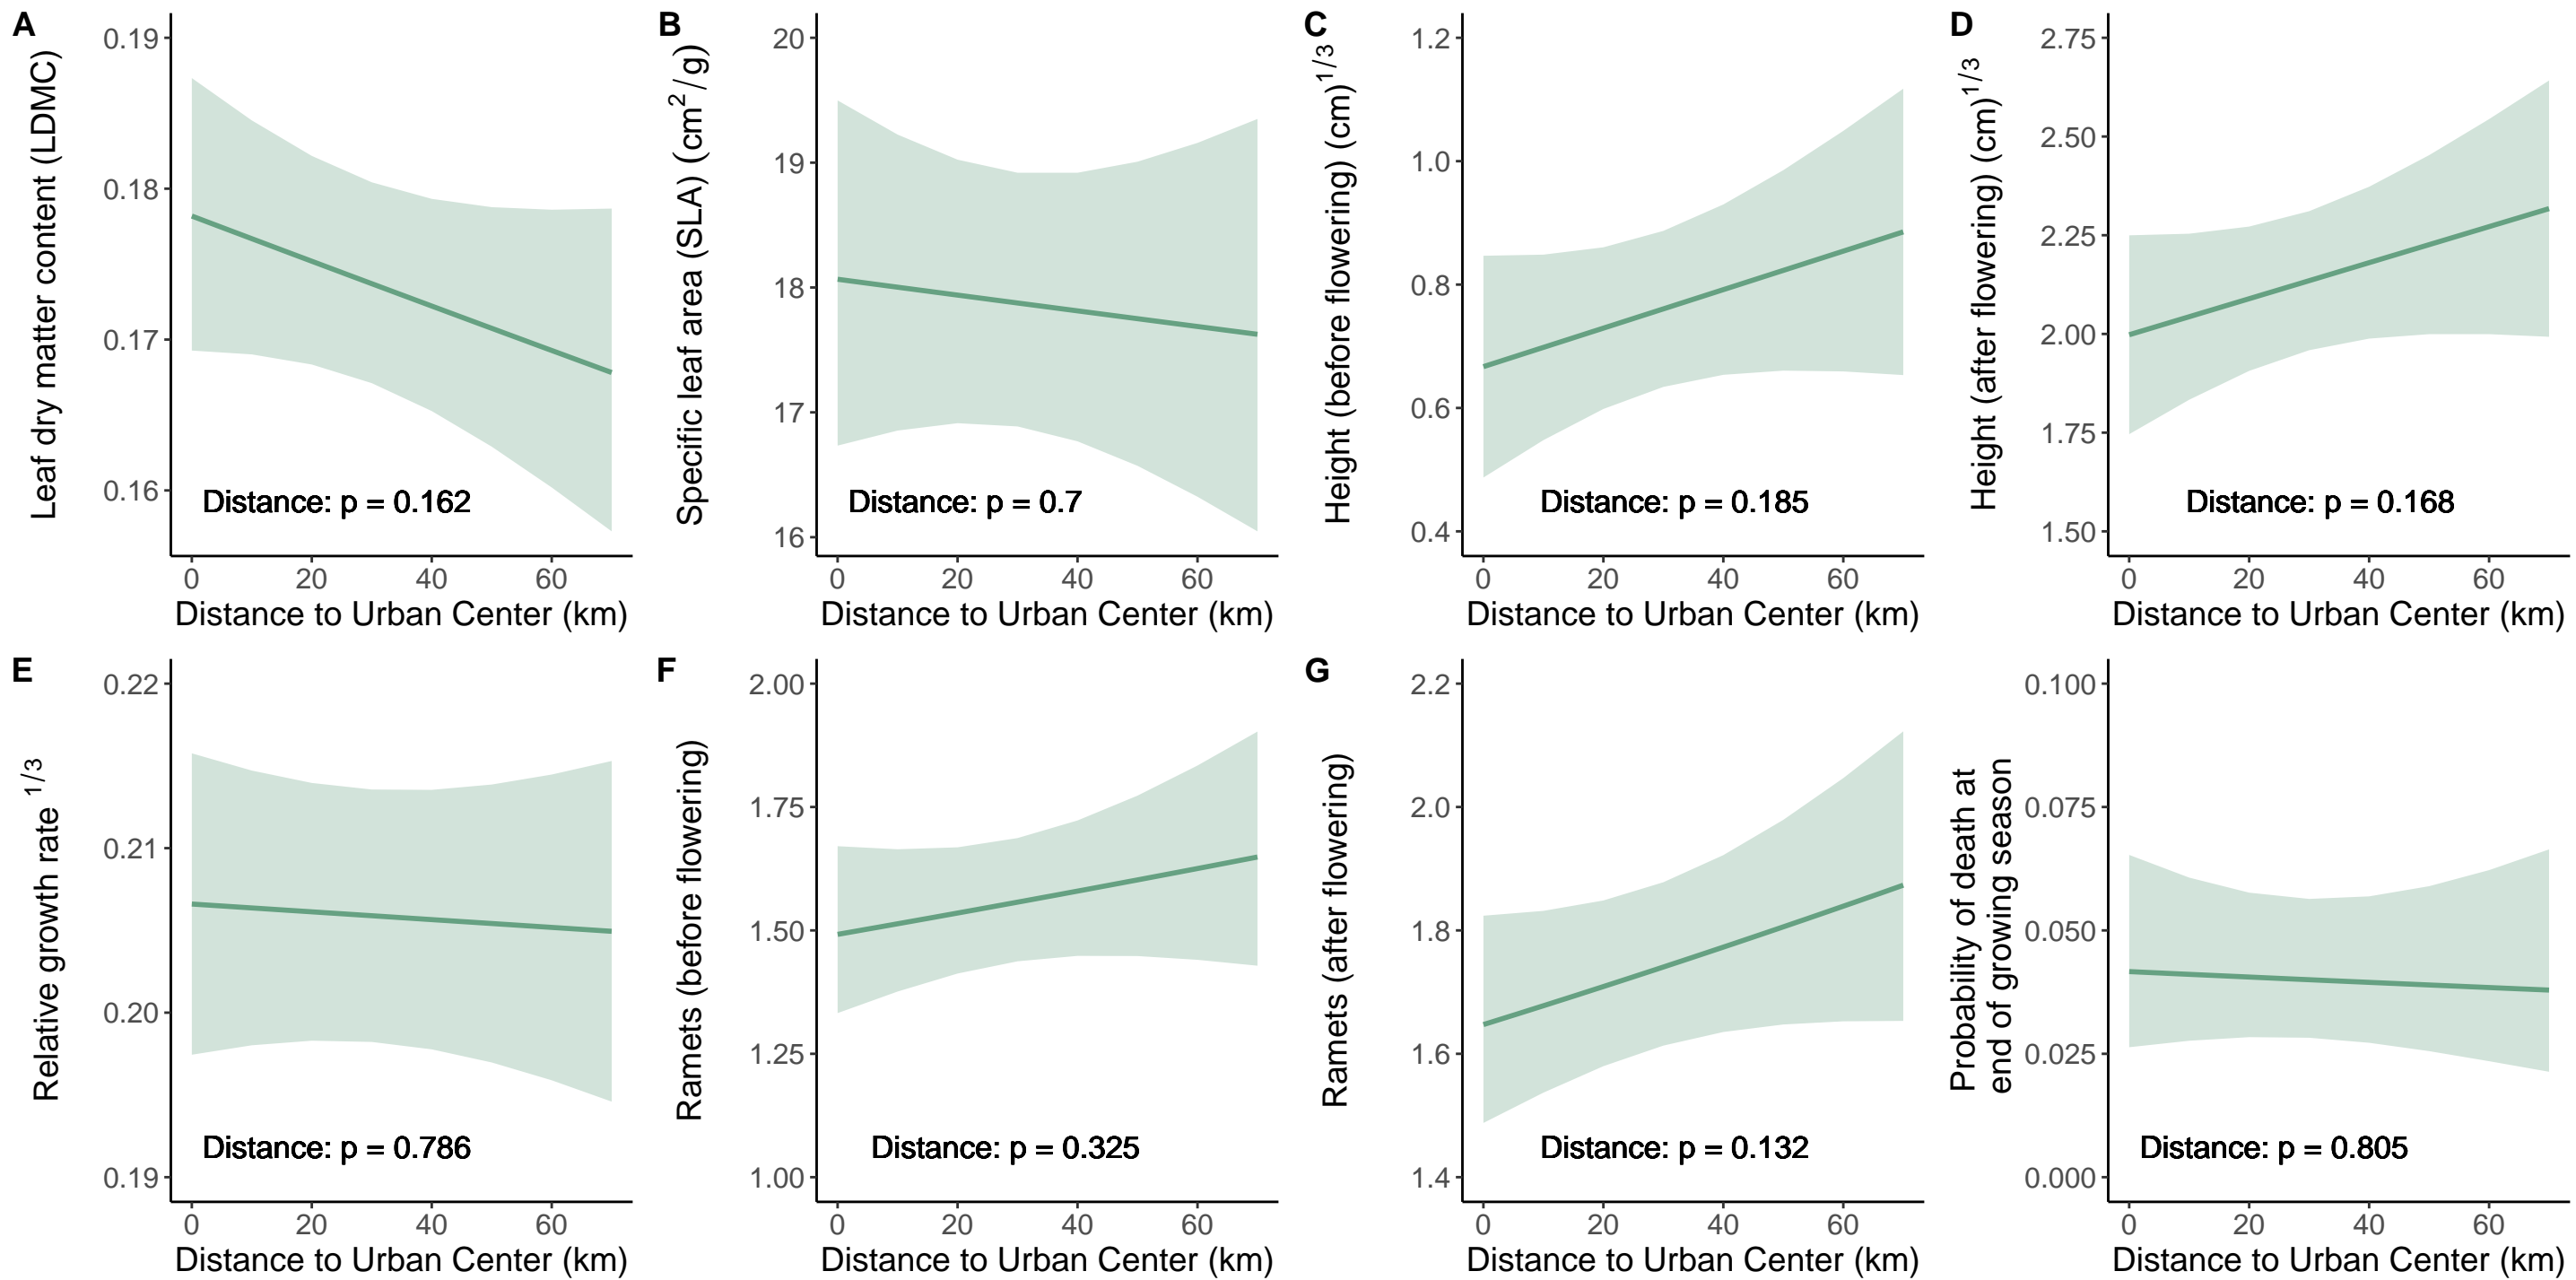 A
Leaf dry matter content (LDMC)
0.19
0.18
0.17
0.16
Distance: p = 0.162
0 20 40 60
Distance to Urban Center (km)
B
Specific leaf area (SLA) (cm²/g)
20
19
18
17
16
Distance: p = 0.7
0 20 40 60
Distance to Urban Center (km)
C
Height (before flowering) (cm)^1/3
1.2
1.0
0.8
0.6
0.4
Distance: p = 0.185
0 20 40 60
Distance to Urban Center (km)
D
Height (after flowering) (cm)^1/3
2.75
2.50
2.25
2.00
1.75
1.50
Distance: p = 0.168
0 20 40 60
Distance to Urban Center (km)
E
Relative growth rate ^1/3
0.22
0.21
0.20
0.19
Distance: p = 0.786
0 20 40 60
Distance to Urban Center (km)
F
Ramets (before flowering)
2.00
1.75
1.50
1.25
1.00
Distance: p = 0.325
0 20 40 60
Distance to Urban Center (km)
G
Ramets (after flowering)
2.2
2.0
1.8
1.6
1.4
Distance: p = 0.132
0 20 40 60
Distance to Urban Center (km)
Probability of death at
end of growing season
0.100
0.075
0.050
0.025
0.000
Distance: p = 0.805
0 20 40 60
Distance to Urban Center (km)